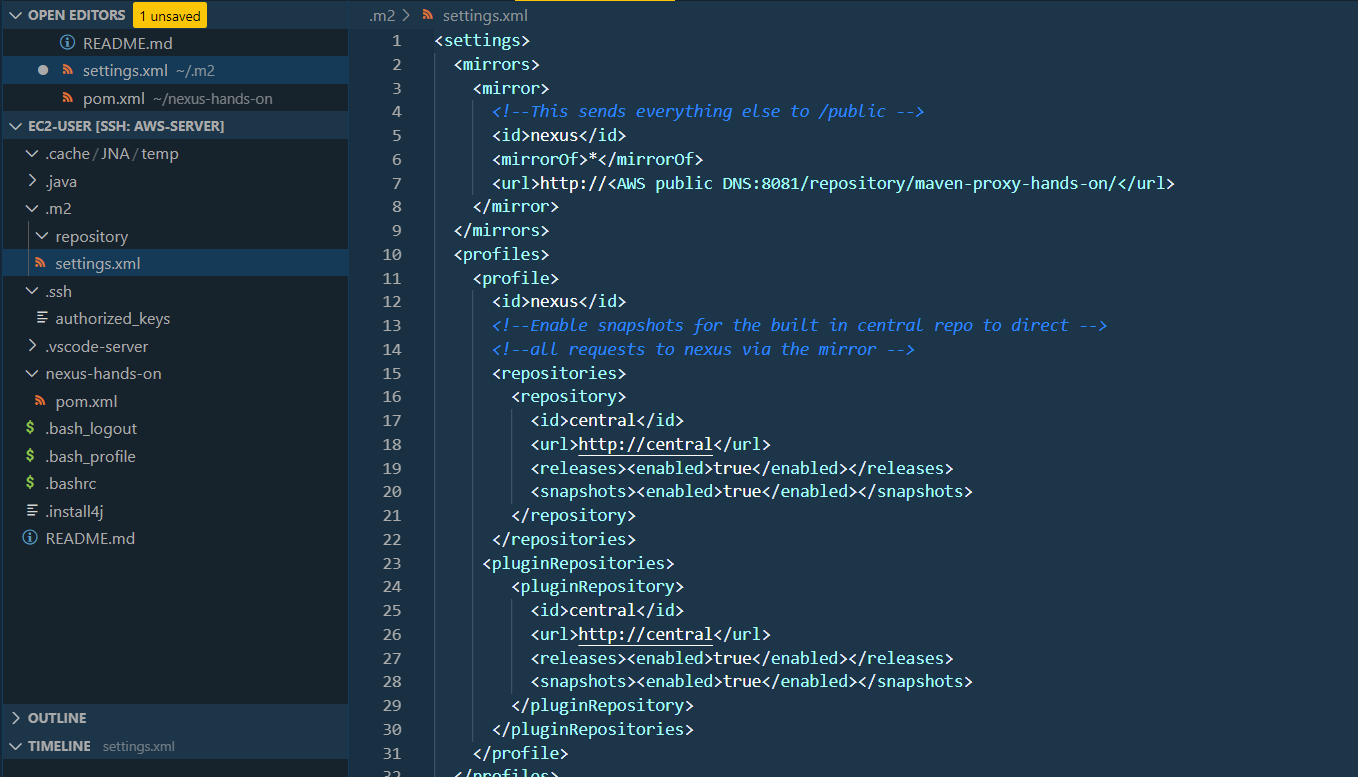 OPEN EDITORS 1 unsaved
README.md
settings.xml ~/.m2
pom.xml ~/nexus-hands-on
EC2-USER [SSH: AWS-SERVER]
.cache / JNA / temp
.java
.m2
repository
settings.xml
.ssh
authorized_keys
.vscode-server
nexus-hands-on
pom.xml
$ .bash_logout
$ .bash_profile
$ .bashrc
.install4j
README.md
OUTLINE
TIMELINE settings.xml
.m2 > settings.xml
1 <settings>
2 <mirrors>
3 <mirror>
4 <!--This sends everything else to /public -->
5 <id>nexus</id>
6 <mirrorOf>*</mirrorOf>
7 <url>http://<AWS public DNS:8081/repository/maven-proxy-hands-on/</url>
8 </mirror>
9 </mirrors>
10 <profiles>
11 <profile>
12 <id>nexus</id>
13 <!--Enable snapshots for the built in central repo to direct -->
14 <!--all requests to nexus via the mirror -->
15 <repositories>
16 <repository>
17 <id>central</id>
18 <url>http://central</url>
19 <releases><enabled>true</enabled></releases>
20 <snapshots><enabled>true</enabled></snapshots>
21 </repository>
22 </repositories>
23 <pluginRepositories>
24 <pluginRepository>
25 <id>central</id>
26 <url>http://central</url>
27 <releases><enabled>true</enabled></releases>
28 <snapshots><enabled>true</enabled></snapshots>
29 </pluginRepository>
30 </pluginRepositories>
31 </profile>
32 </profiles>